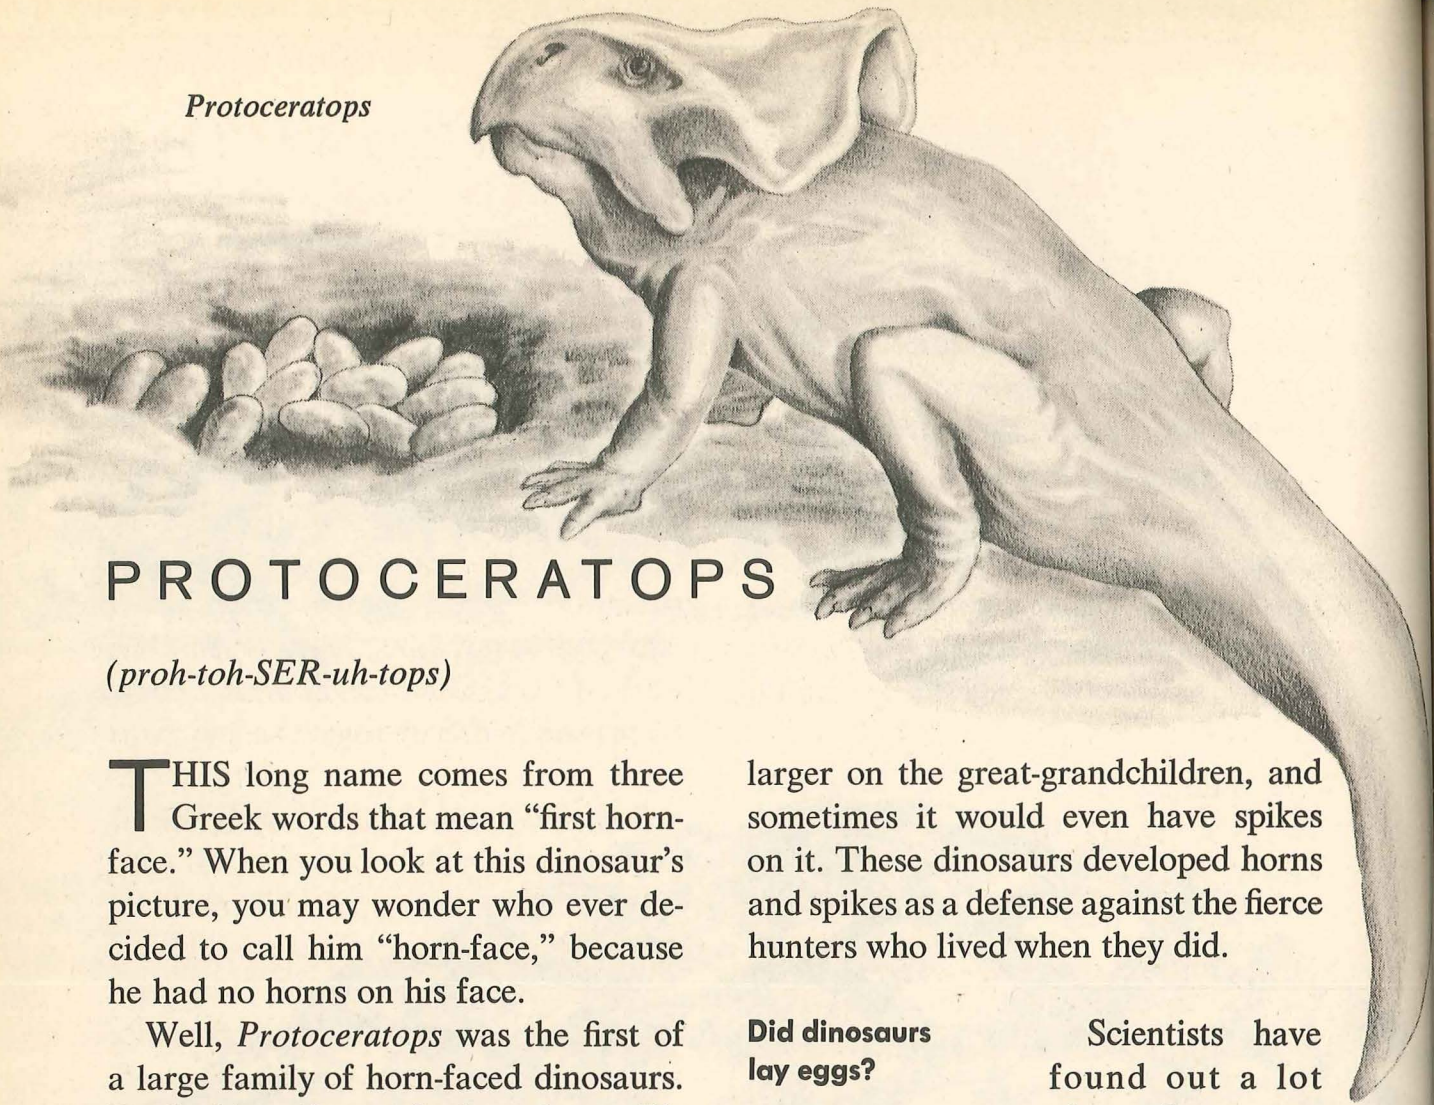 Protoceratops
PROTOCERATOPS
(proh-toh-SER-uh-tops)
THIS long name comes from three
Greek words that mean “first horn-
face.” When you look at this dinosaur’s
picture, you may wonder who ever de-
cided to call him “horn-face,” because
he had no horns on his face.
Well, Protoceratops was the first of
a large family of horn-faced dinosaurs.
larger on the great-grandchildren, and
sometimes it would even have spikes
on it. These dinosaurs developed horns
and spikes as a defense against the fierce
hunters who lived when they did.
Did dinosaurs
lay eggs?
Scientists have
found out a lot